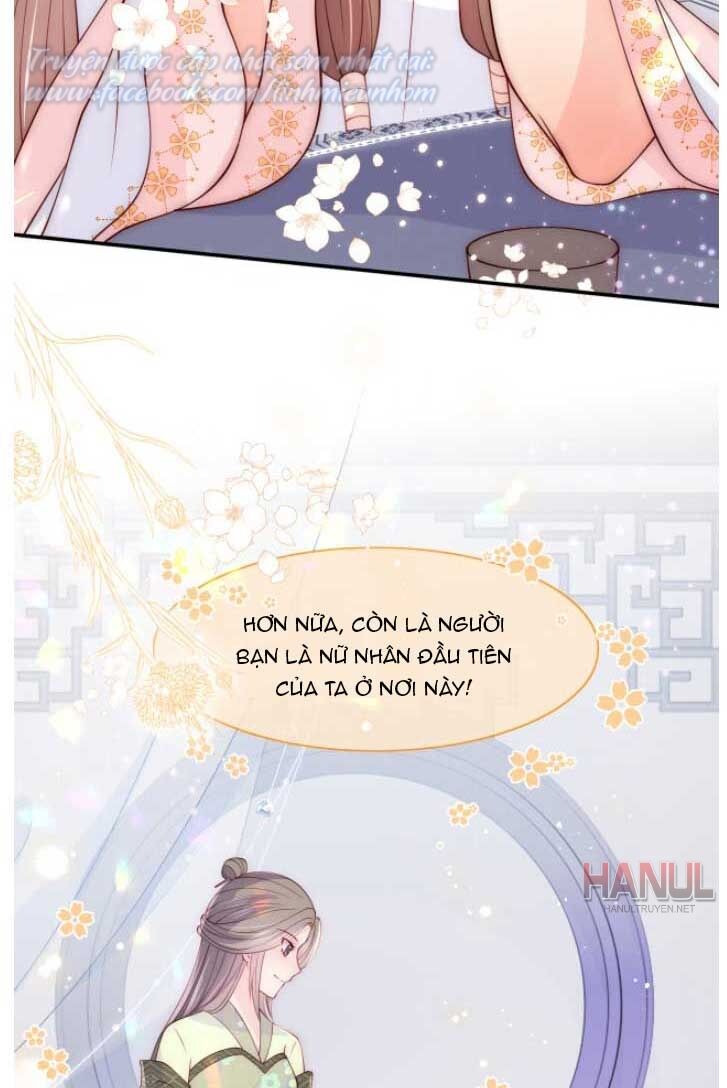 Truyện được cập nhật sớm nhất tại:
www.facebook.com/linhmieunhom
HƠN NỮA, CÒN LÀ NGƯỜI
BẠN LÀ NỮ NHÂN ĐẦU TIÊN
CỦA TA Ở NƠI NÀY!
HANUL
HANULTRUYEN.NET